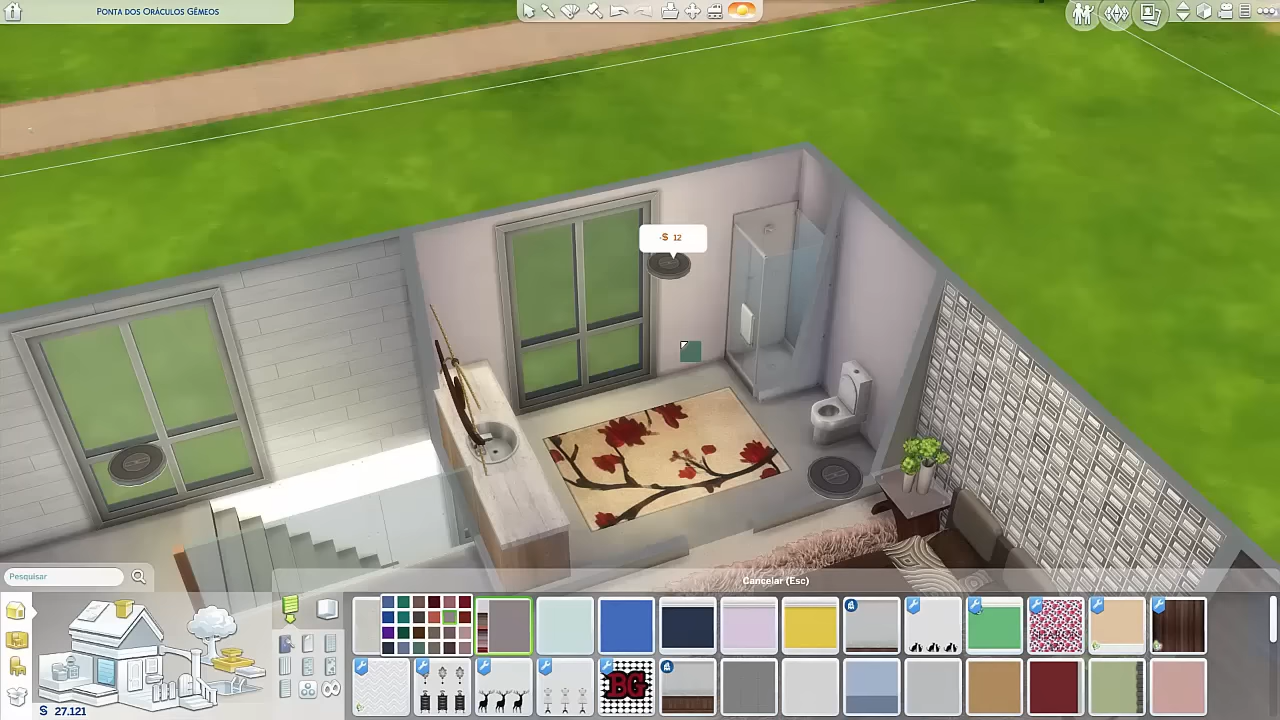 Ponta dos Oráculos Gêmeos
-$ 12
Pesquisar
Cancelar (Esc)
BG
$ 27.121